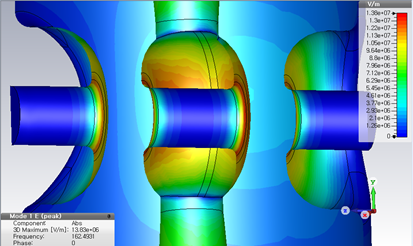 V/m
1.38e+07
1.3e+07
1.22e+07
1.13e+07
1.05e+07
9.64e+06
8.8e+06
7.96e+06
7.12e+06
6.29e+06
5.45e+06
4.61e+06
3.77e+06
2.93e+06
2.1e+06
1.26e+06
0
y
Mode 1 E (peak)
Component Abs
3D Maximum [V/m]: 13.83e+06
Frequency: 162.4931
Phase: 0